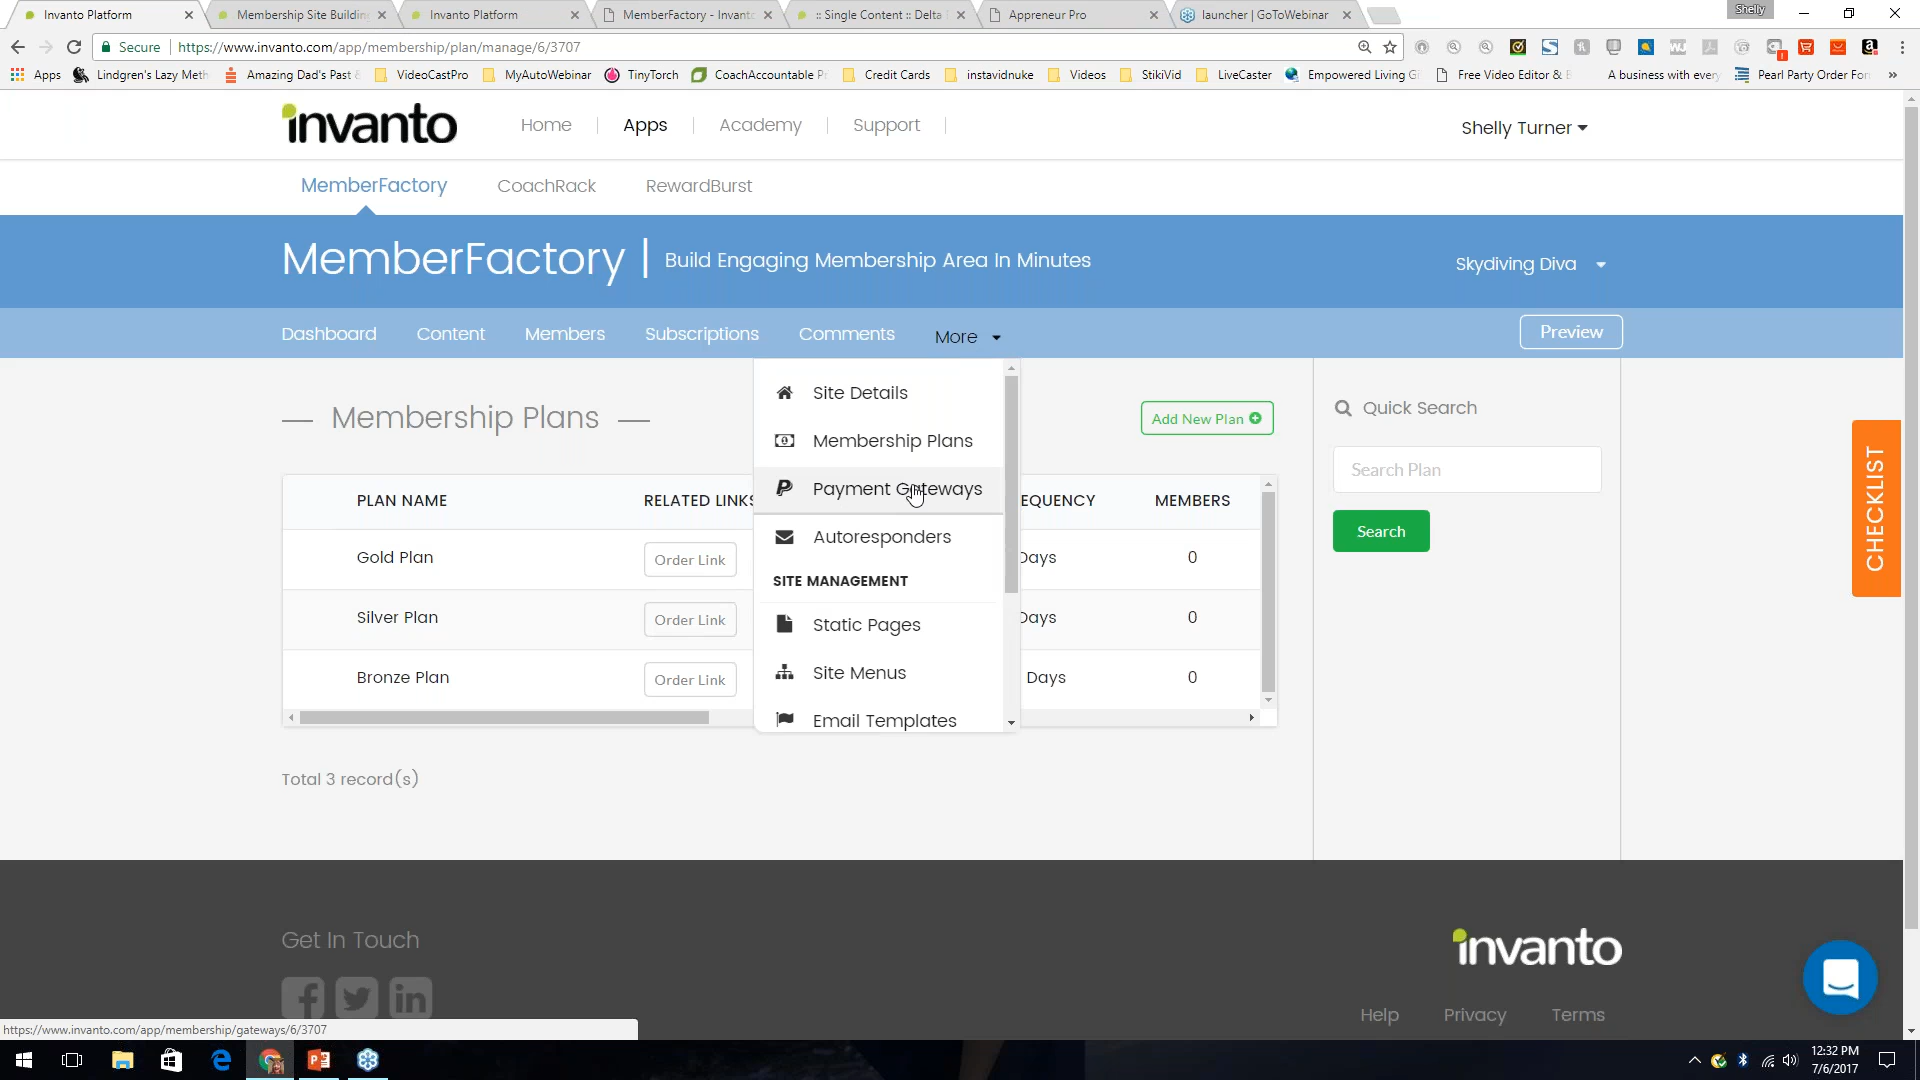 Invanto Platform
Membership Site Buildin
Invanto Platform
MemberFactory - Invant
:: Single Content :: Delta
Appreneur Pro
launcher | GoToWebinar
Shelly
Secure
https://www.invanto.com/app/membership/plan/manage/6/3707
Apps
Lindgren's Lazy Meth
Amazing Dad's Past
VideoCastPro
MyAutoWebinar
TinyTorch
CoachAccountable P
Credit Cards
instavidnuke
Videos
StikiVid
LiveCaster
Empowered Living G
Free Video Editor &
A business with every
Pearl Party Order For
»
invanto
Home
Apps
Academy
Support
Shelly Turner
MemberFactory
CoachRack
RewardBurst
MemberFactory | Build Engaging Membership Area In Minutes
Skydiving Diva
Dashboard
Content
Members
Subscriptions
Comments
More
Preview
Site Details
Membership Plans
Payment Gateways
Autoresponders
SITE MANAGEMENT
Static Pages
Site Menus
Email Templates
Membership Plans
Add New Plan
PLAN NAME
RELATED LINKS
EQUENCY
MEMBERS
Gold Plan
Order Link
Days
0
Silver Plan
Order Link
Days
0
Bronze Plan
Order Link
Days
0
Total 3 record(s)
Quick Search
Search Plan
Search
CHECKLIST
Get In Touch
invanto
Help
Privacy
Terms
https://www.invanto.com/app/membership/gateways/6/3707
12:32 PM
7/6/2017